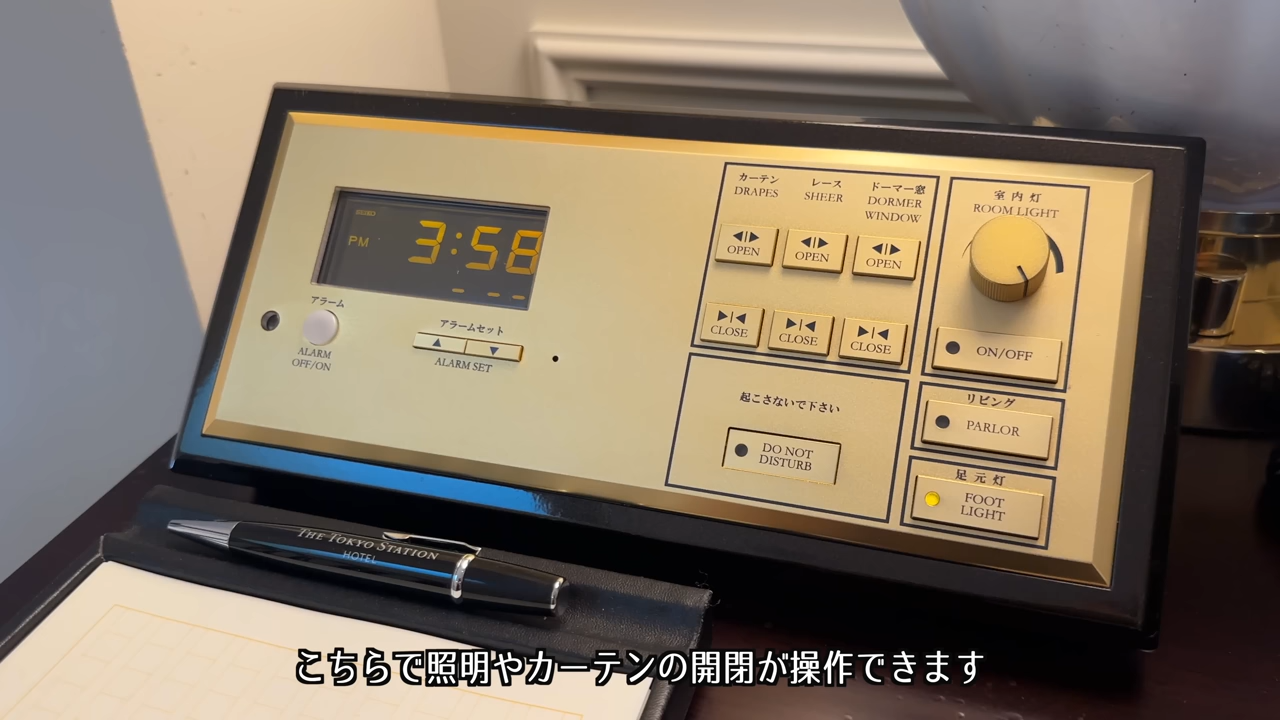 SEIKO
PM 3:58
アラーム
ALARM
OFF/ON
アラームセット
▲ ▼
ALARM SET
カーテン
DRAPES
レース
SHEER
ドーマー窓
DORMER
WINDOW
OPEN
OPEN
OPEN
CLOSE
CLOSE
CLOSE
室内灯
ROOM LIGHT
ON/OFF
起こさないで下さい
DO NOT
DISTURB
リビング
PARLOR
足元灯
FOOT
LIGHT
THE TOKYO STATION
HOTEL
こちらで照明やカーテンの開閉が操作できます